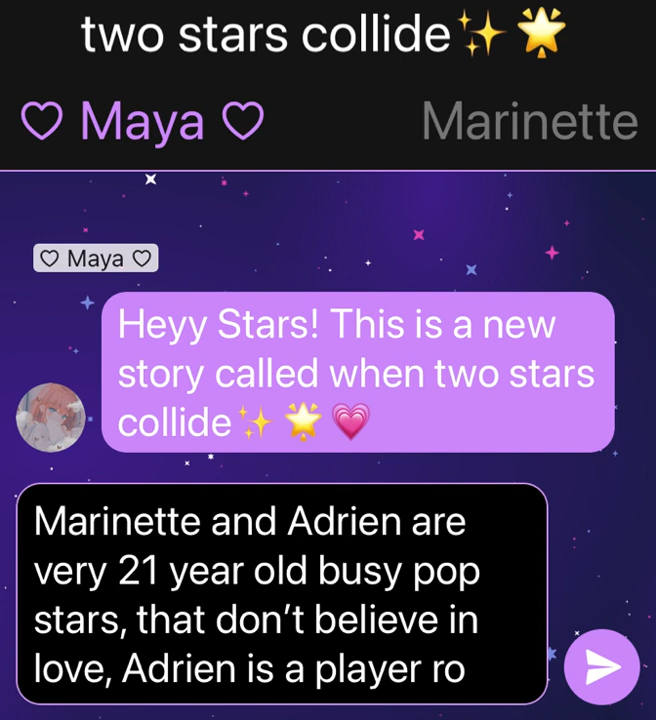 two stars collide✨🌟
♡ Maya ♡ Marinette
♡ Maya ♡
Heyy Stars! This is a new
story called when two stars
collide✨ 🌟 💗
Marinette and Adrien are
very 21 year old busy pop
stars, that don’t believe in
love, Adrien is a player ro